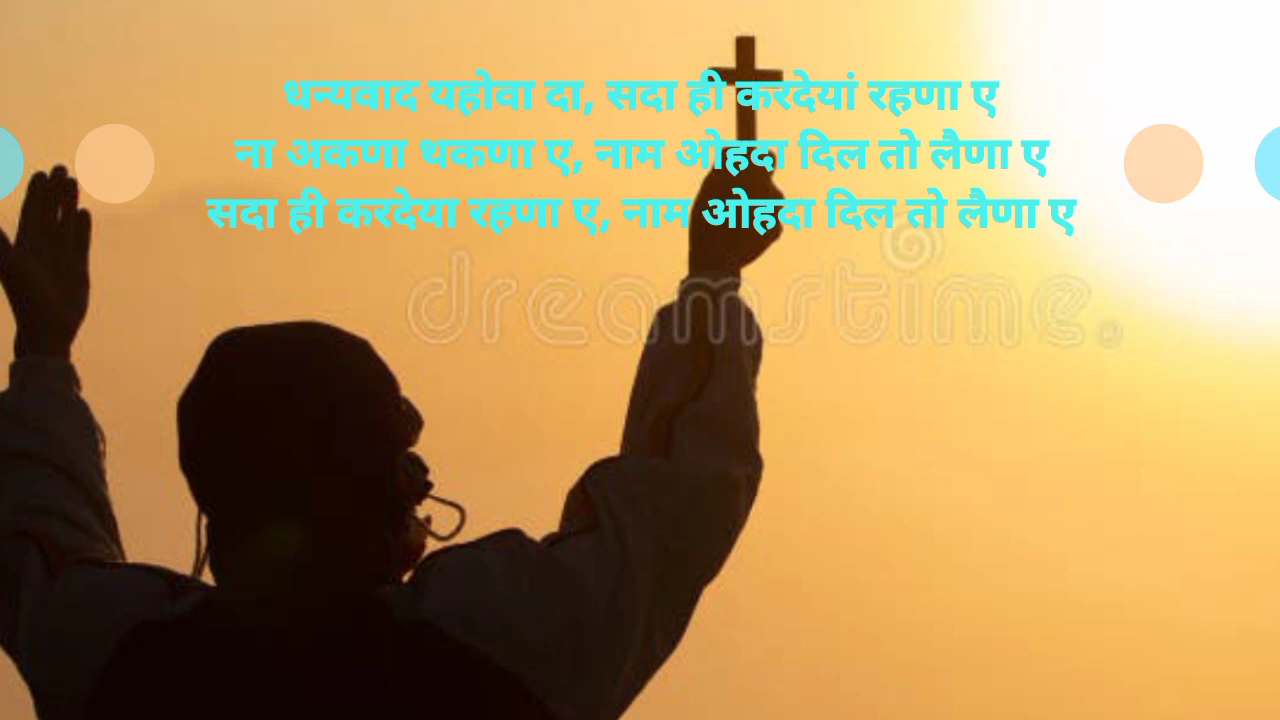 धन्यवाद यहोवा दा, सदा ही करदेयां रहणा ए
ना अकणा थकणा ए, नाम ओहदा दिल तो लैणा ए
सदा ही करदेया रहणा ए, नाम ओहदा दिल तो लैणा ए
dreamstime.